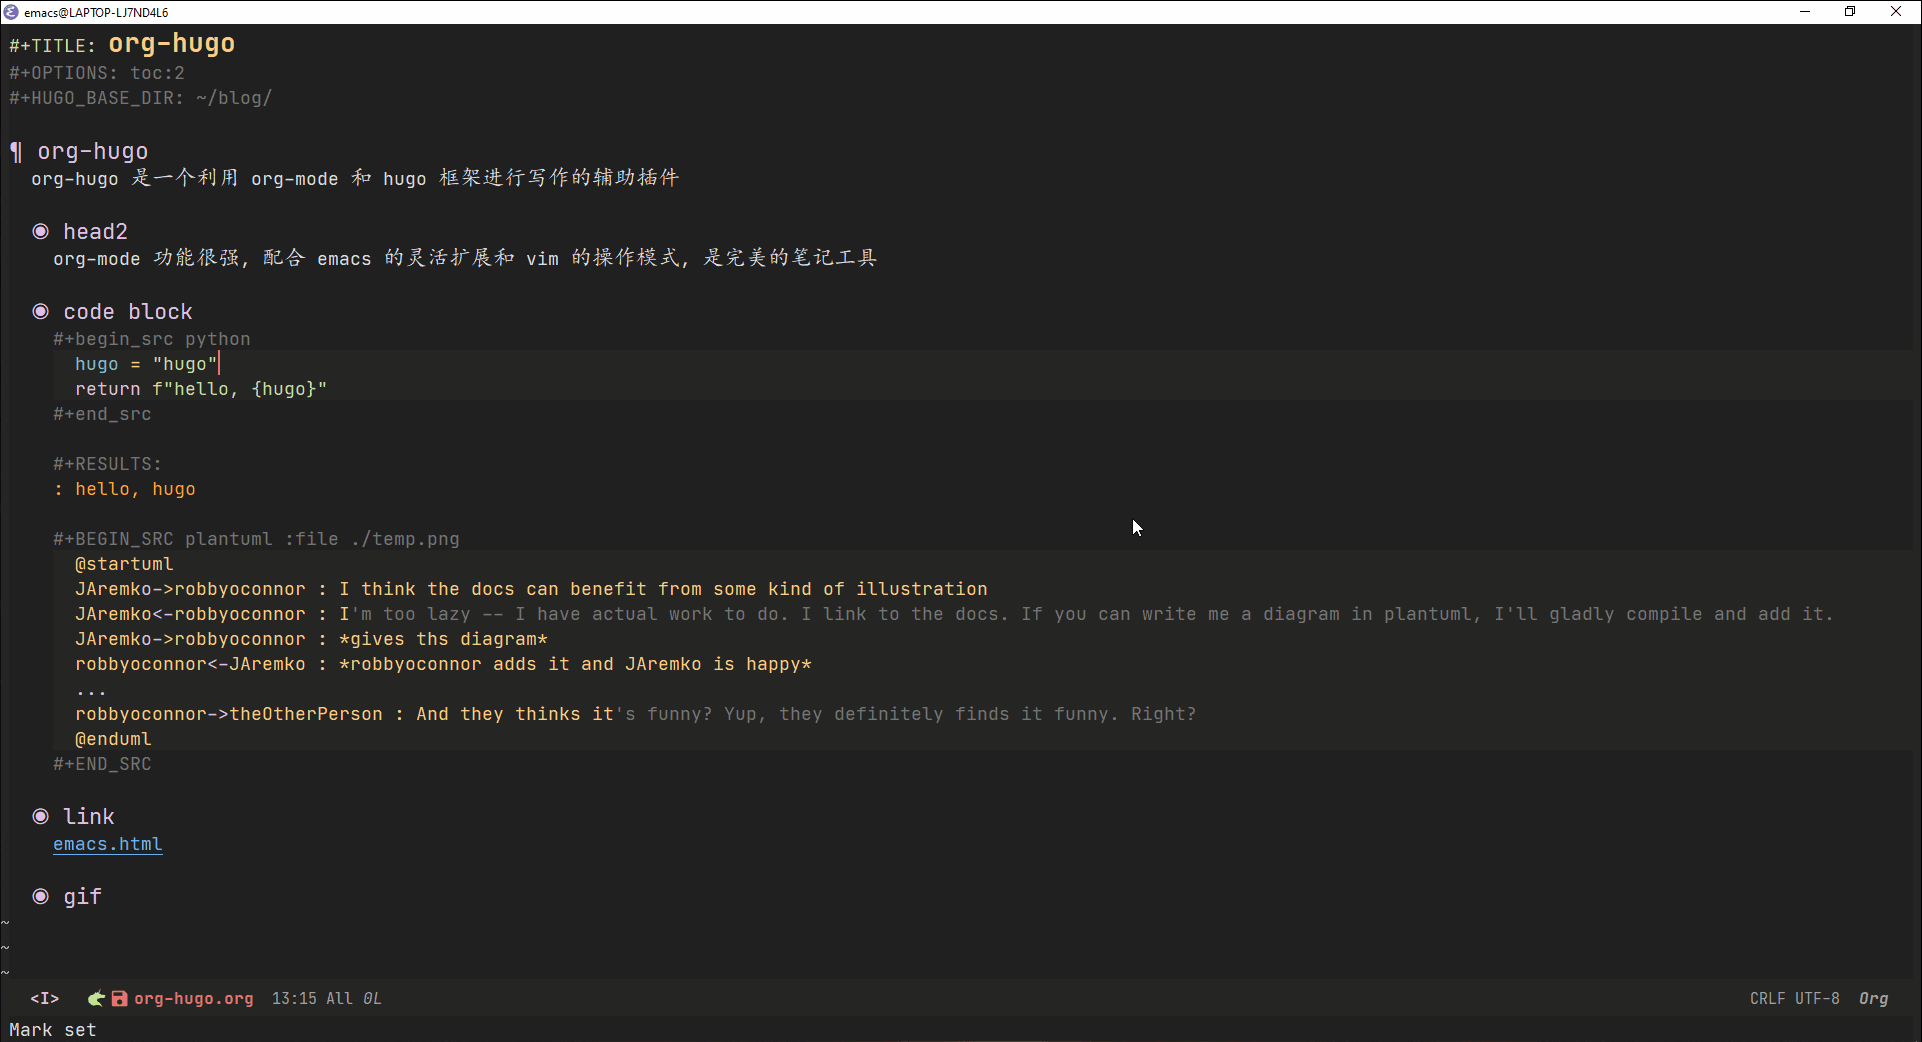 emacs@LAPTOP-LJ7ND4L6
#+TITLE: org-hugo
#+OPTIONS: toc:2
#+HUGO_BASE_DIR: ~/blog/
¶ org-hugo
org-hugo 是一个利用 org-mode 和 hugo 框架进行写作的辅助插件
◉ head2
org-mode 功能很强, 配合 emacs 的灵活扩展和 vim 的操作模式, 是完美的笔记工具
◉ code block
#+begin_src python
hugo = "hugo"
return f"hello, {hugo}"
#+end_src
#+RESULTS:
: hello, hugo
#+BEGIN_SRC plantuml :file ./temp.png
@startuml
JAremko->robbyoconnor : I think the docs can benefit from some kind of illustration
JAremko<-robbyoconnor : I'm too lazy -- I have actual work to do. I link to the docs. If you can write me a diagram in plantuml, I'll gladly compile and add it.
JAremko->robbyoconnor : *gives ths diagram*
robbyoconnor<-JAremko : *robbyoconnor adds it and JAremko is happy*
...
robbyoconnor->theOtherPerson : And they thinks it's funny? Yup, they definitely finds it funny. Right?
@enduml
#+END_SRC
◉ link
emacs.html
◉ gif
~
~
~
<I> org-hugo.org 13:15 All 0L CRLF UTF-8 Org
Mark set